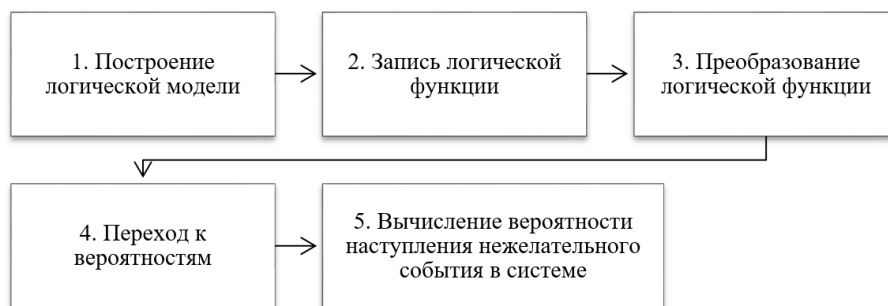 1. Построение
логической модели
2. Запись логической
функции
3. Преобразование
логической функции
4. Переход к
вероятностям
5. Вычисление вероятности
наступления нежелательного
события в системе